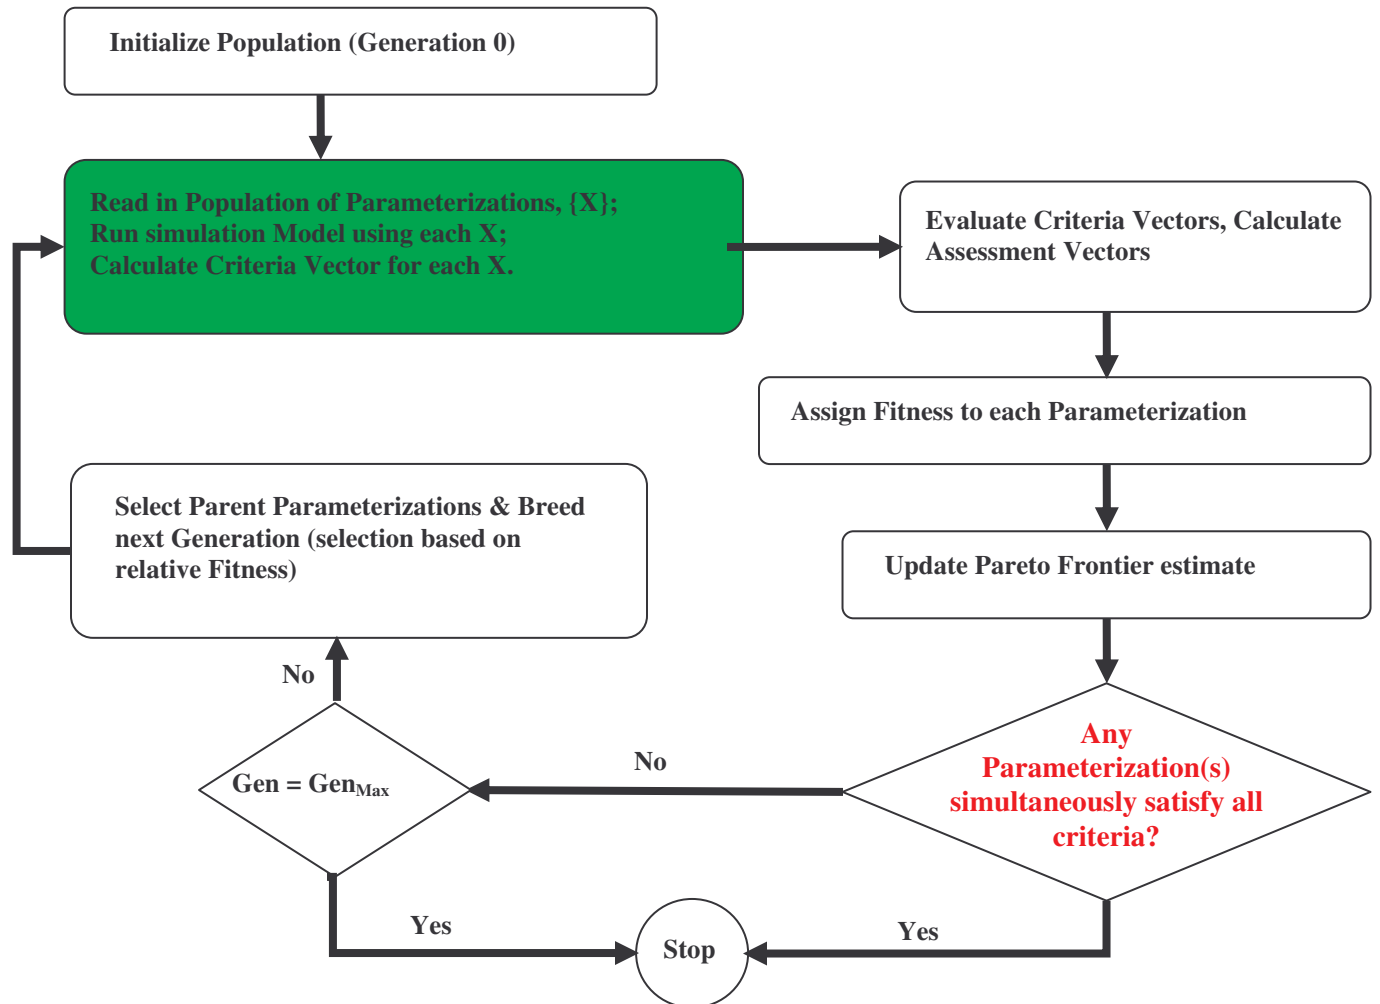 Initialize Population (Generation 0)
Read in Population of Parameterizations, {X};
Run simulation Model using each X;
Calculate Criteria Vector for each X.
Evaluate Criteria Vectors, Calculate
Assessment Vectors
Assign Fitness to each Parameterization
Select Parent Parameterizations & Breed
next Generation (selection based on
relative Fitness)
Update Pareto Frontier estimate
No
Any
Parameterization(s)
simultaneously satisfy all
criteria?
No
Gen = GenMax
Yes
Stop
Yes